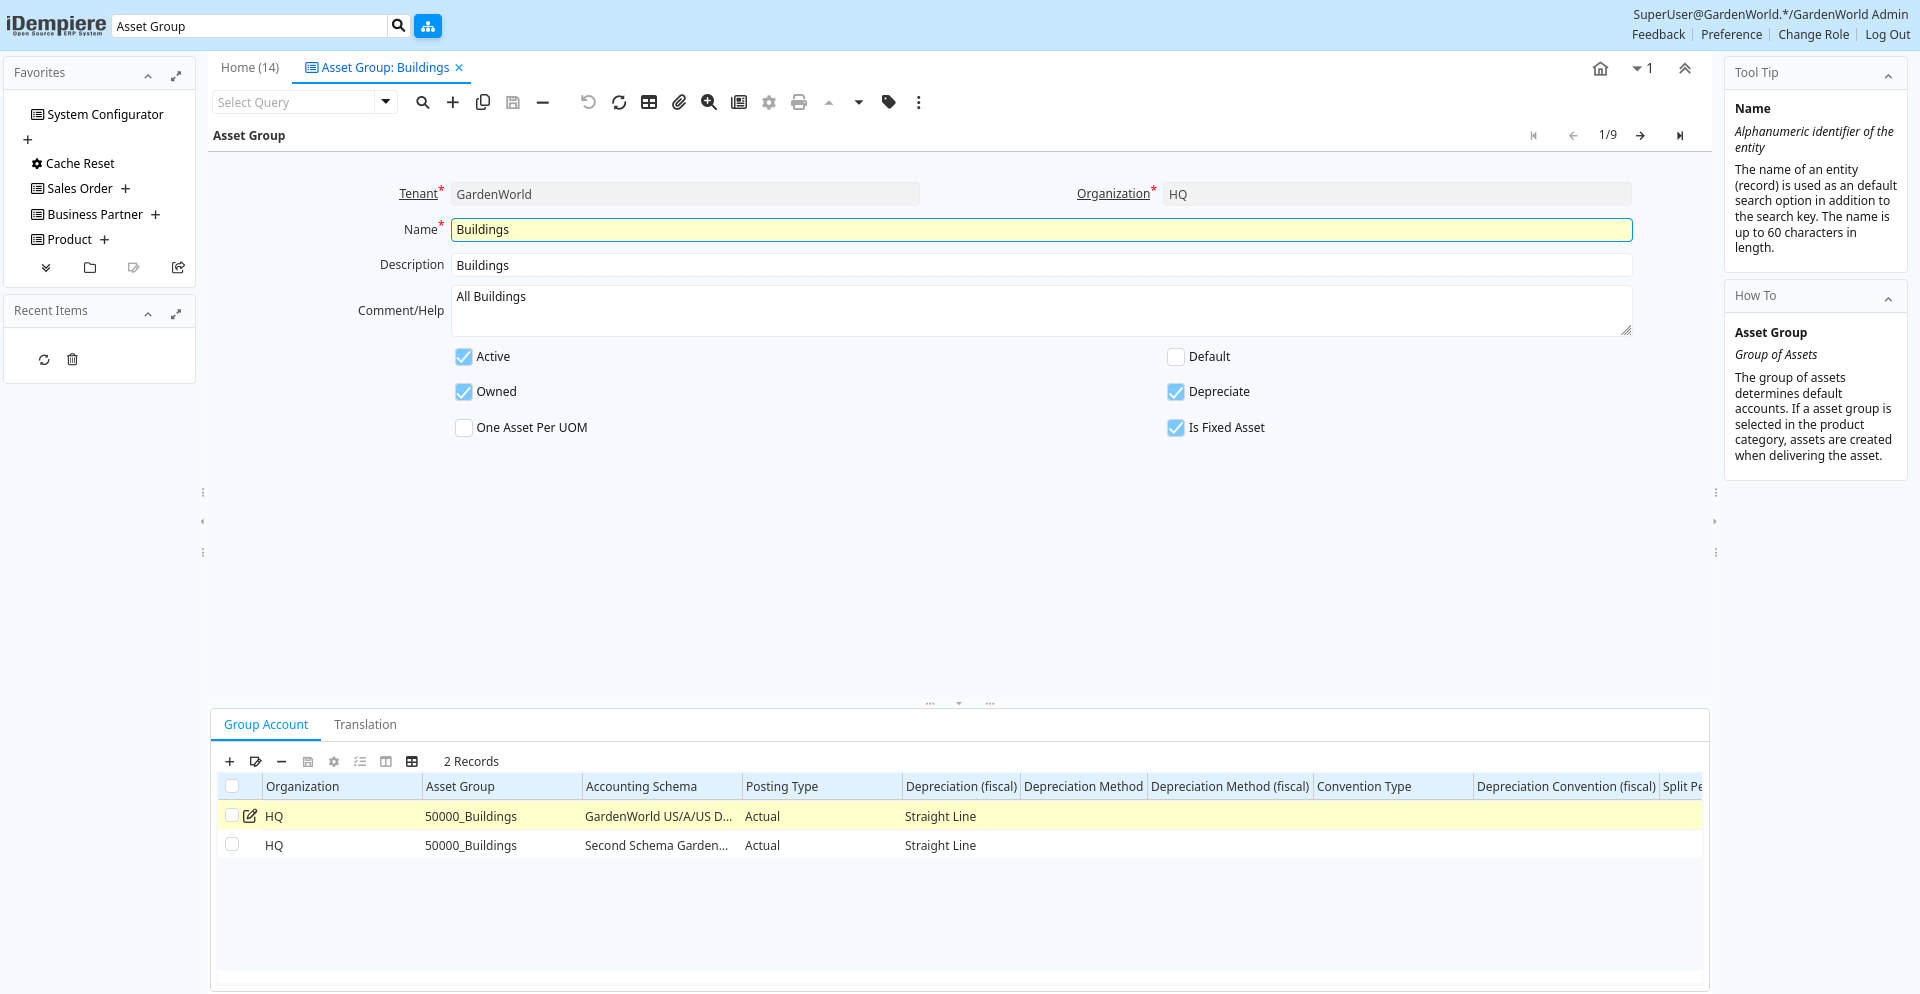 iDempiere
Open Source ERP System
Asset Group
SuperUser@GardenWorld.*/GardenWorld Admin
Feedback
Preference
Change Role
Log Out
Favorites
System Configurator
Cache Reset
Sales Order
Business Partner
Product
Recent Items
Home (14)
Asset Group: Buildings
1
Select Query
Asset Group
1/9
Tenant*
GardenWorld
Organization*
HQ
Name*
Buildings
Description
Buildings
Comment/Help
All Buildings
Active
Default
Owned
Depreciate
One Asset Per UOM
Is Fixed Asset
Group Account
Translation
2 Records
Organization Asset Group Accounting Schema Posting Type Depreciation (fiscal) Depreciation Method Depreciation Method (fiscal) Convention Type Depreciation Convention (fiscal) Split Pe
HQ 50000_Buildings GardenWorld US/A/US D... Actual Straight Line
HQ 50000_Buildings Second Schema Garden... Actual Straight Line
Tool Tip
Name
Alphanumeric identifier of the
entity
The name of an entity
(record) is used as an default
search option in addition to
the search key. The name is
up to 60 characters in
length.
How To
Asset Group
Group of Assets
The group of assets
determines default
accounts. If a asset group is
selected in the product
category, assets are created
when delivering the asset.